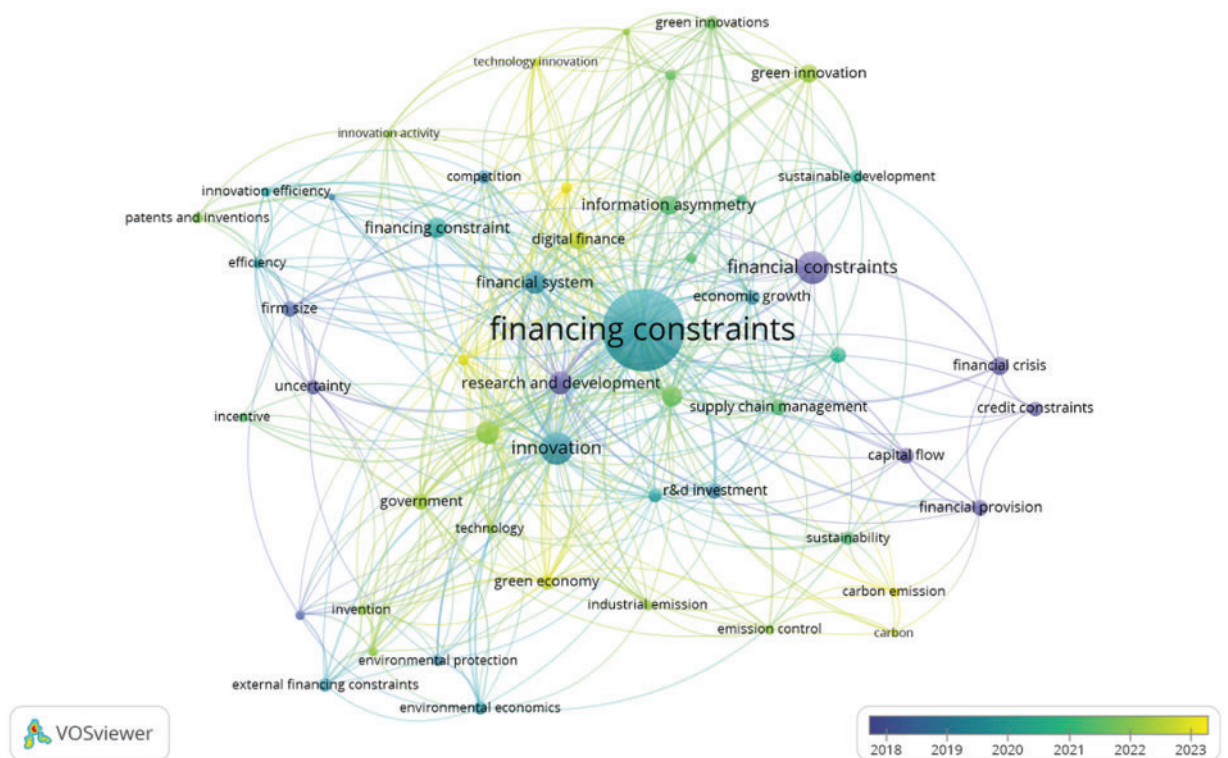 green innovations
technology innovation
green innovation
innovation activity
competition
sustainable development
innovation efficiency
information asymmetry
patents and inventions
financing constraint
digital finance
efficiency
financial system
financial constraints
economic growth
firm size
financing constraints
financial crisis
uncertainty
research and development
supply chain management
credit constraints
incentive
innovation
capital flow
r&d investment
government
financial provision
technology
sustainability
green economy
carbon emission
invention
industrial emission
emission control
carbon
environmental protection
external financing constraints
environmental economics
VOSviewer
2018 2019 2020 2021 2022 2023